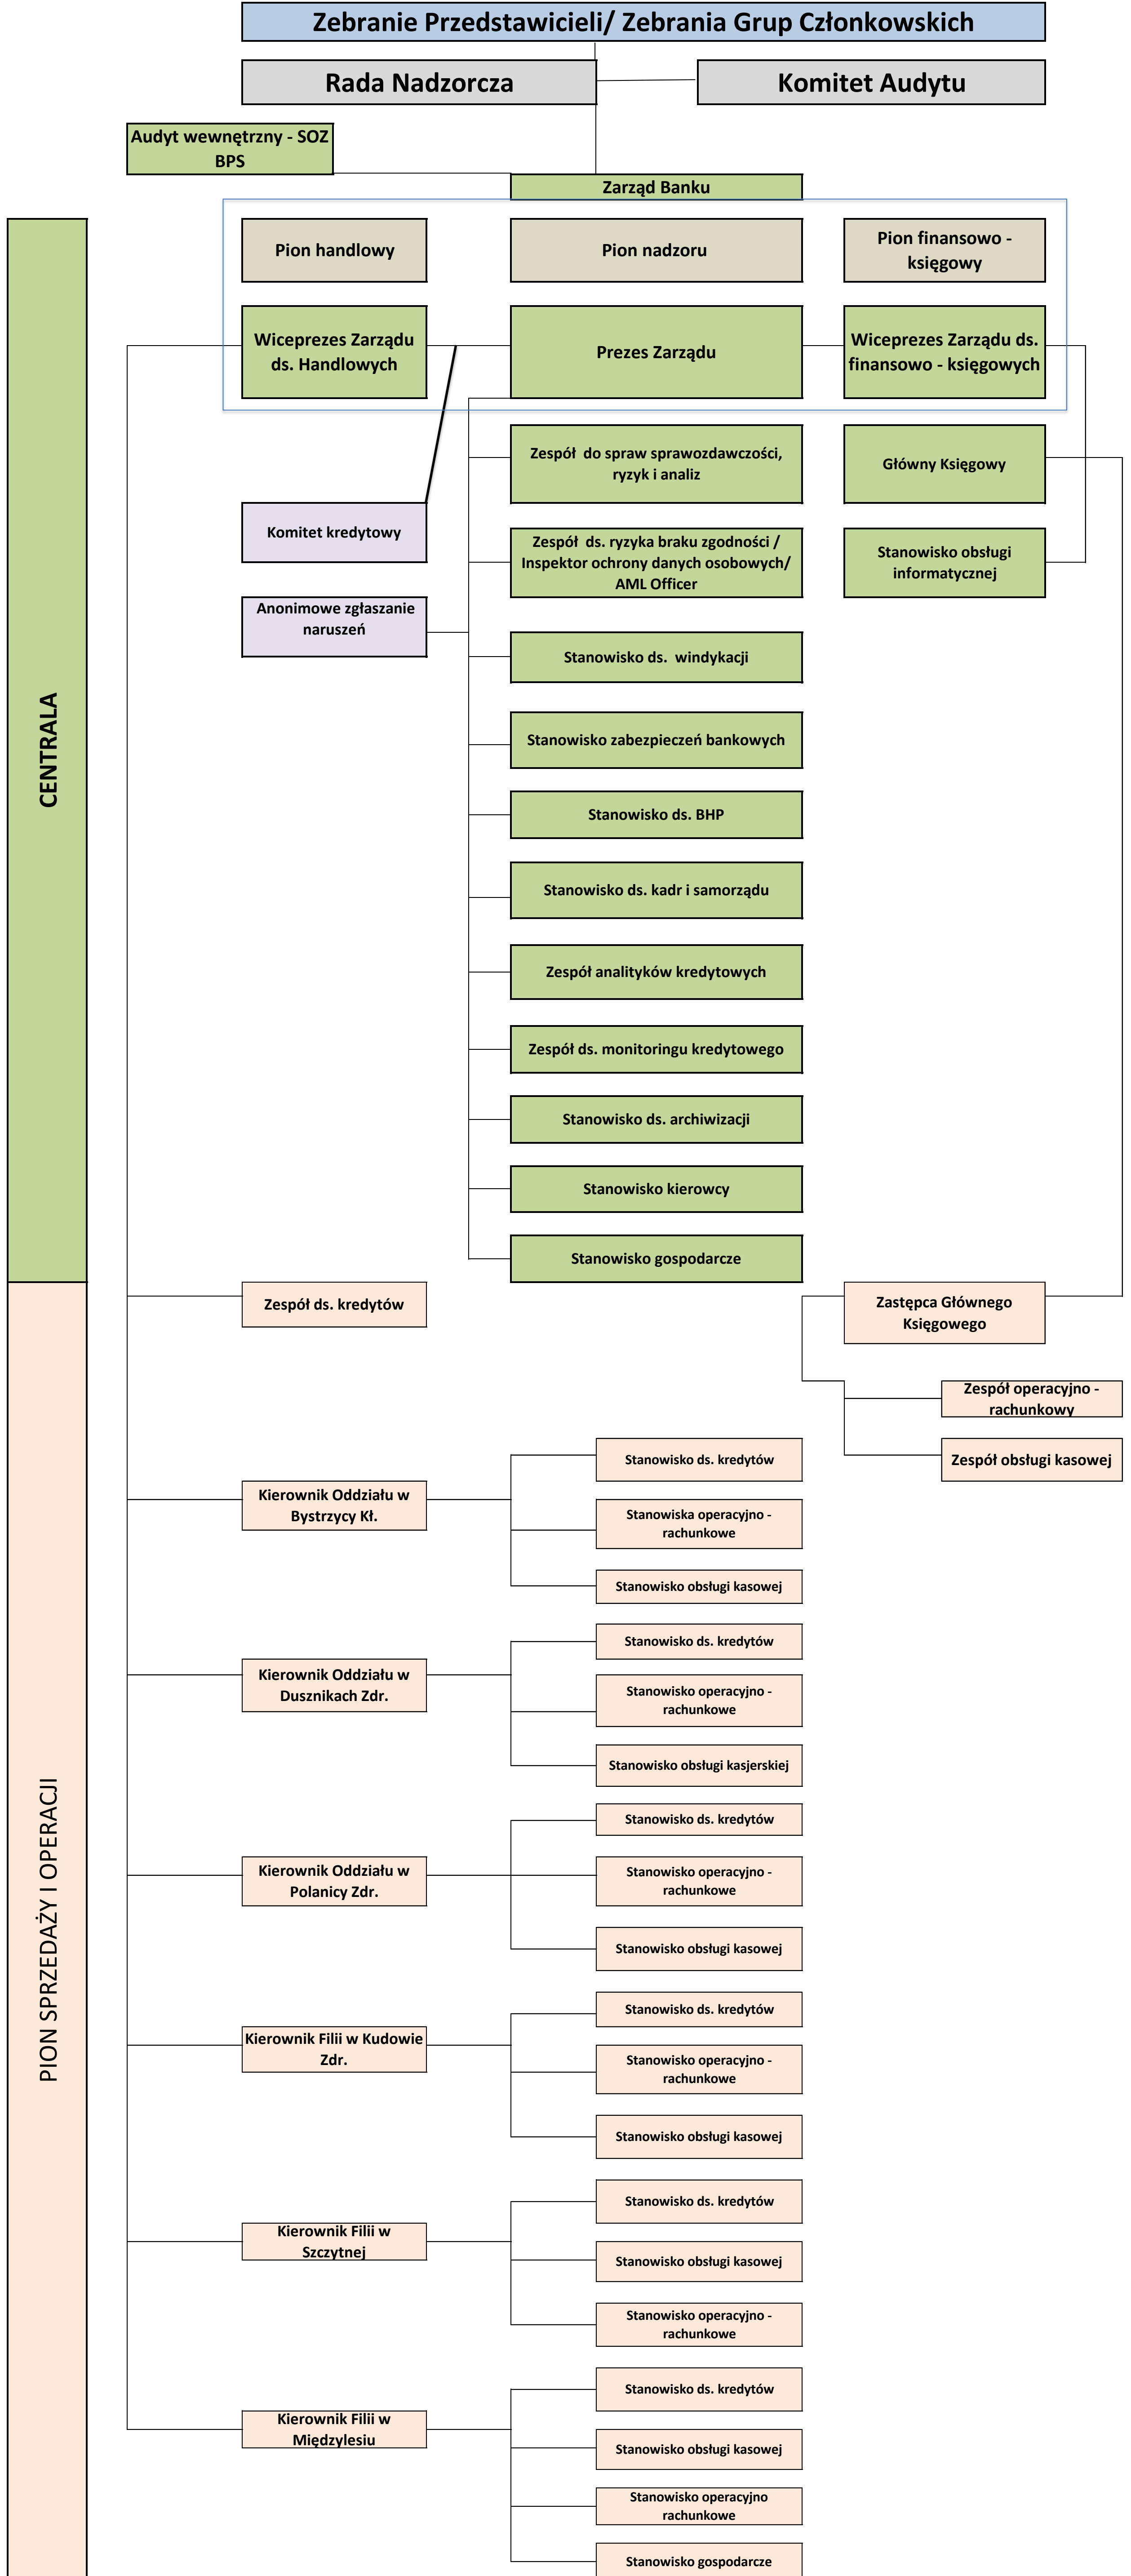 Zebranie Przedstawicieli/ Zebrania Grup Członkowskich
Rada Nadzorcza
Komitet Audytu
Audyt wewnętrzny - SOZ
BPS
Zarząd Banku
Pion handlowy
Pion nadzoru
Pion finansowo -
księgowy
Wiceprezes Zarządu
ds. Handlowych
Prezes Zarządu
Wiceprezes Zarządu ds.
finansowo - księgowych
Zespół  do spraw sprawozdawczości,
ryzyk i analiz
Główny Księgowy
Komitet kredytowy
Zespół  ds. ryzyka braku zgodności /
Inspektor ochrony danych osobowych/
AML Officer
Stanowisko obsługi
informatycznej
Anonimowe zgłaszanie
naruszeń
Stanowisko ds.  windykacji
Stanowisko zabezpieczeń bankowych
CENTRALA
Stanowisko ds. BHP
Stanowisko ds. kadr i samorządu
Zespół analityków kredytowych
Zespół ds. monitoringu kredytowego
Stanowisko ds. archiwizacji
Stanowisko kierowcy
Stanowisko gospodarcze
Zespół ds. kredytów
Zastępca Głównego
Księgowego
Zespół operacyjno -
rachunkowy
Zespół obsługi kasowej
Kierownik Oddziału w
Bystrzycy Kł.
Stanowisko ds. kredytów
Stanowiska operacyjno -
rachunkowe
Stanowisko obsługi kasowej
Kierownik Oddziału w
Dusznikach Zdr.
Stanowisko ds. kredytów
Stanowisko operacyjno -
rachunkowe
Stanowisko obsługi kasjerskiej
PION SPRZEDAŻY I OPERACJI
Kierownik Oddziału w
Polanicy Zdr.
Stanowisko ds. kredytów
Stanowisko operacyjno -
rachunkowe
Stanowisko obsługi kasowej
Kierownik Filii w Kudowie
Zdr.
Stanowisko ds. kredytów
Stanowisko operacyjno -
rachunkowe
Stanowisko obsługi kasowej
Kierownik Filii w
Szczytnej
Stanowisko ds. kredytów
Stanowisko obsługi kasowej
Stanowisko operacyjno -
rachunkowe
Kierownik Filii w
Międzylesiu
Stanowisko ds. kredytów
Stanowisko obsługi kasowej
Stanowisko operacyjno
rachunkowe
Stanowisko gospodarcze